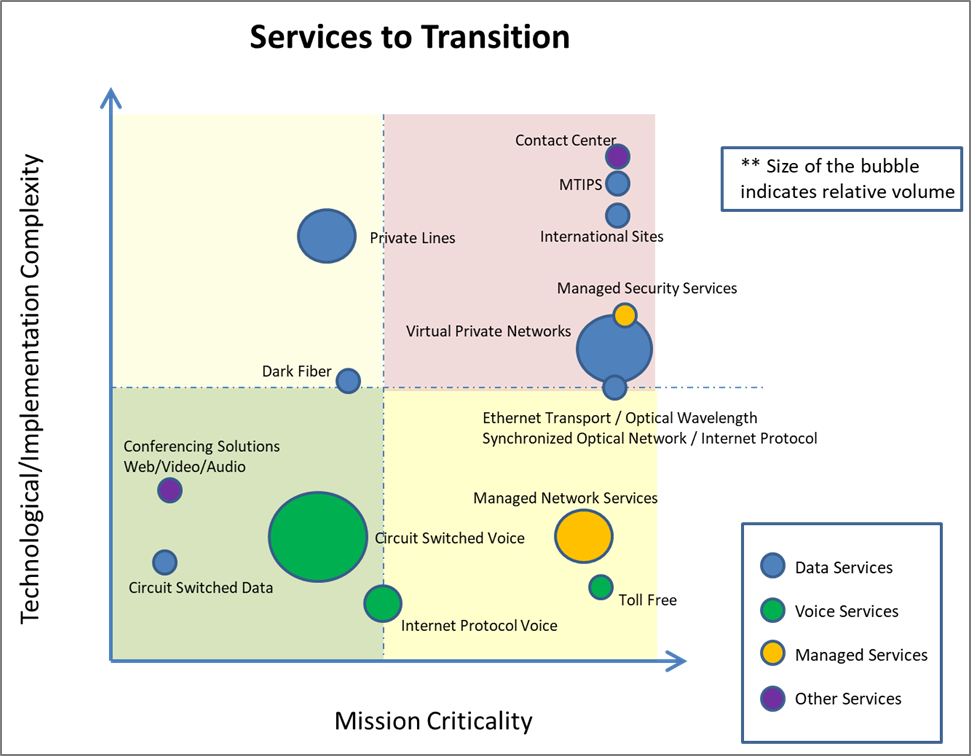 Services to Transition
Technological/Implementation Complexity
Contact Center
MTIPS
International Sites
** Size of the bubble
indicates relative volume
Private Lines
Managed Security Services
Virtual Private Networks
Dark Fiber
Ethernet Transport / Optical Wavelength
Synchronized Optical Network / Internet Protocol
Conferencing Solutions
Web/Video/Audio
Managed Network Services
Circuit Switched Voice
Circuit Switched Data
Toll Free
Internet Protocol Voice
Data Services
Voice Services
Managed Services
Other Services
Mission Criticality